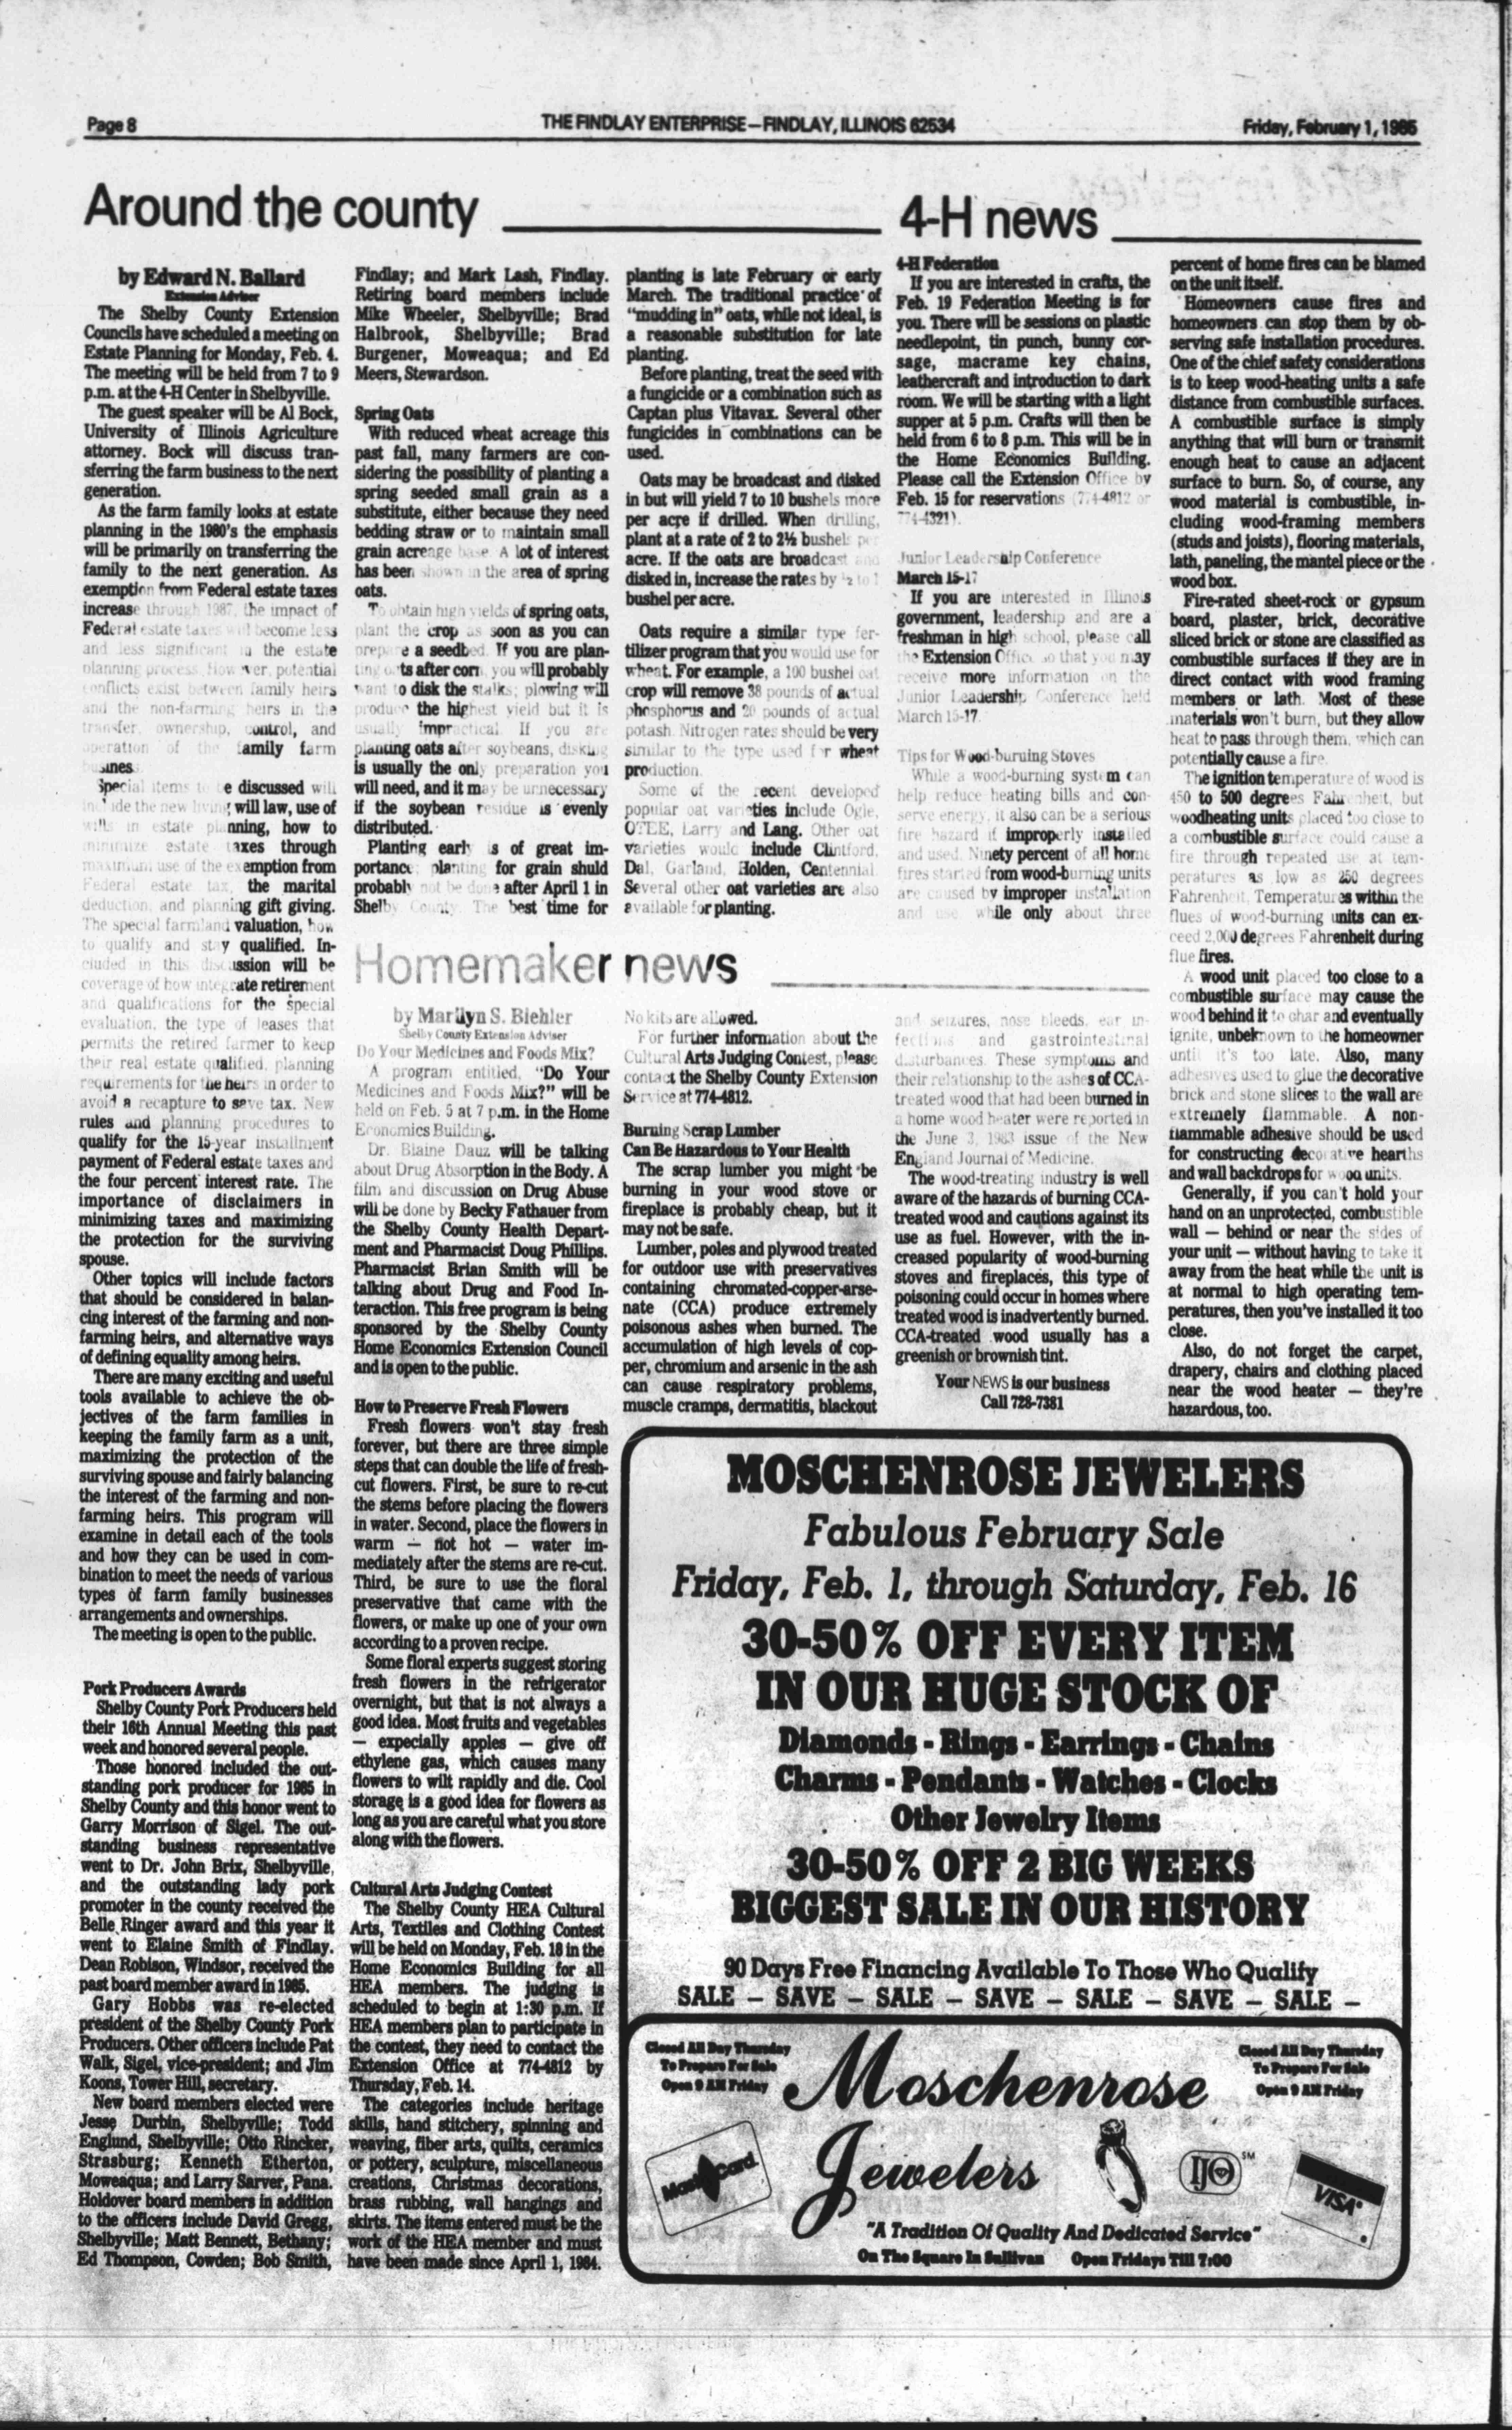 Page 8
THE FINDLAY ENTERPRISE—FINDLAY, ILLINOIS 62534
Friday, February 1, 1985
Around the county
by Edward N. Ballard
Extension Adviser
The Shelby County Extension
Councils have scheduled a meeting on
Estate Planning for Monday, Feb. 4.
The meeting will be held from 7 to 9
p.m. at the 4-H Center in Shelbyville.
The guest speaker will be Al Bock,
University of Illinois Agriculture
attorney. Bock will discuss tran-
sferring the farm business to the next
generation.
As the farm family looks at estate
planning in the 1980's the emphasis
will be primarily on transferring the
family to the next generation. As
exemption from Federal estate taxes
increase through 1987, the impact of
Federal estate taxes will become less
and less significant in the estate
planning process. However, potential
conflicts exist between family heirs
and the non-farming heirs in the
transfer, ownership, control, and
operation of the family farm
business.
Special items to be discussed will
include the new living will law, use of
wills in estate planning, how to
minimize estate taxes through
maximum use of the exemption from
Federal estate tax, the marital
deduction, and planning gift giving.
The special farmland valuation, how
to qualify and stay qualified. In-
cluded in this discussion will be
coverage of how integrate retirement
and qualifications for the special
evaluation, the type of leases that
permits the retired farmer to keep
their real estate qualified, planning
requirements for the heirs in order to
avoid a recapture to save tax. New
rules and planning procedures to
qualify for the 15-year installment
payment of Federal estate taxes and
the four percent interest rate. The
importance of disclaimers in
minimizing taxes and maximizing
the protection for the surviving
spouse.
Other topics will include factors
that should be considered in balan-
cing interest of the farming and non-
farming heirs, and alternative ways
of defining equality among heirs.
There are many exciting and useful
tools available to achieve the ob-
jectives of the farm families in
keeping the family farm as a unit,
maximizing the protection of the
surviving spouse and fairly balancing
the interest of the farming and non-
farming heirs. This program will
examine in detail each of the tools
and how they can be used in com-
bination to meet the needs of various
types of farm family businesses
arrangements and ownerships.
The meeting is open to the public.
Pork Producers Awards
Shelby County Pork Producers held
their 16th Annual Meeting this past
week and honored several people.
Those honored included the out-
standing pork producer for 1985 in
Shelby County and this honor went to
Garry Morrison of Sigel. The out-
standing business representative
went to Dr. John Brix, Shelbyville,
and the outstanding lady pork
promoter in the county received the
Belle Ringer award and this year it
went to Elaine Smith of Findlay.
Dean Robison, Windsor, received the
past board member award in 1985.
Gary Hobbs was re-elected
president of the Shelby County Pork
Producers. Other officers include Pat
Walk, Sigel, vice-president; and Jim
Koons, Tower Hill, secretary.
New board members elected were
Jesse Durbin, Shelbyville; Todd
Englund, Shelbyville; Otto Rincker,
Strasburg; Kenneth Etherton,
Moweaqua; and Larry Sarver, Pana.
Holdover board members in addition
to the officers include David Gregg,
Shelbyville; Matt Bennett, Bethany;
Ed Thompson, Cowden; Bob Smith,
Findlay; and Mark Lash, Findlay.
Retiring board members include
Mike Wheeler, Shelbyville; Brad
Halbrook, Shelbyville; Brad
Burgener, Moweaqua; and Ed
Meers, Stewardson.
Spring Oats
With reduced wheat acreage this
past fall, many farmers are con-
sidering the possibility of planting a
spring seeded small grain as a
substitute, either because they need
bedding straw or to maintain small
grain acreage base. A lot of interest
has been shown in the area of spring
oats.
To obtain high yields of spring oats,
plant the crop as soon as you can
prepare a seedbed. If you are plan-
ting oats after corn, you will probably
want to disk the stalks; plowing will
produce the highest yield but it is
usually impractical. If you are
planting oats after soybeans, disking
is usually the only preparation you
will need, and it may be unnecessary
if the soybean residue is evenly
distributed.
Planting early is of great im-
portance; planting for grain shuld
probably not be done after April 1 in
Shelby County. The best time for
planting is late February or early
March. The traditional practice of
"mudding in" oats, while not ideal, is
a reasonable substitution for late
planting.
Before planting, treat the seed with
a fungicide or a combination such as
Captan plus Vitavax. Several other
fungicides in combinations can be
used.
Oats may be broadcast and disked
in but will yield 7 to 10 bushels more
per acre if drilled. When drilling,
plant at a rate of 2 to 2½ bushels per
acre. If the oats are broadcast and
disked in, increase the rates by ½ to 1
bushel per acre.
Oats require a similar type fer-
tilizer program that you would use for
wheat. For example, a 100 bushel oat
crop will remove 38 pounds of actual
phosphorus and 20 pounds of actual
potash. Nitrogen rates should be very
similar to the type used for wheat
production.
Some of the recent developed
popular oat varieties include Ogle,
OTEE, Larry and Lang. Other oat
varieties would include Clintford,
Dal, Garland, Holden, Centennial.
Several other oat varieties are also
available for planting.
Homemaker news
by Marilyn S. Biehler
Shelby County Extension Adviser
Do Your Medicines and Foods Mix?
A program entitled, "Do Your
Medicines and Foods Mix?" will be
held on Feb. 5 at 7 p.m. in the Home
Economics Building.
Dr. Blaine Dauz will be talking
about Drug Absorption in the Body. A
film and discussion on Drug Abuse
will be done by Becky Fathauer from
the Shelby County Health Depart-
ment and Pharmacist Doug Phillips.
Pharmacist Brian Smith will be
talking about Drug and Food In-
teraction. This free program is being
sponsored by the Shelby County
Home Economics Extension Council
and is open to the public.
How to Preserve Fresh Flowers
Fresh flowers won't stay fresh
forever, but there are three simple
steps that can double the life of fresh-
cut flowers. First, be sure to re-cut
the stems before placing the flowers
in water. Second, place the flowers in
warm — not hot — water im-
mediately after the stems are re-cut.
Third, be sure to use the floral
preservative that came with the
flowers, or make up one of your own
according to a proven recipe.
Some floral experts suggest storing
fresh flowers in the refrigerator
overnight, but that is not always a
good idea. Most fruits and vegetables
— expecially apples — give off
ethylene gas, which causes many
flowers to wilt rapidly and die. Cool
storage is a good idea for flowers as
long as you are careful what you store
along with the flowers.
Cultural Arts Judging Contest
The Shelby County HEA Cultural
Arts, Textiles and Clothing Contest
will be held on Monday, Feb. 18 in the
Home Economics Building for all
HEA members. The judging is
scheduled to begin at 1:30 p.m. If
HEA members plan to participate in
the contest, they need to contact the
Extension Office at 774-4812 by
Thursday, Feb. 14.
The categories include heritage
skills, hand stitchery, spinning and
weaving, fiber arts, quilts, ceramics
or pottery, sculpture, miscellaneous
creations, Christmas decorations,
brass rubbing, wall hangings and
skirts. The items entered must be the
work of the HEA member and must
have been made since April 1, 1984.
No kits are allowed.
For further information about the
Cultural Arts Judging Contest, please
contact the Shelby County Extension
Service at 774-4812.
Burning Scrap Lumber
Can Be Hazardous to Your Health
The scrap lumber you might be
burning in your wood stove or
fireplace is probably cheap, but it
may not be safe.
Lumber, poles and plywood treated
for outdoor use with preservatives
containing chromated-copper-arse-
nate (CCA) produce extremely
poisonous ashes when burned. The
accumulation of high levels of cop-
per, chromium and arsenic in the ash
can cause respiratory problems,
muscle cramps, dermatitis, blackout
and seizures, nose bleeds, ear in-
fections and gastrointestinal
disturbances. These symptoms and
their relationship to the ashes of CCA-
treated wood that had been burned in
a home wood heater were reported in
the June 3, 1983 issue of the New
England Journal of Medicine.
The wood-treating industry is well
aware of the hazards of burning CCA-
treated wood and cautions against its
use as fuel. However, with the in-
creased popularity of wood-burning
stoves and fireplaces, this type of
poisoning could occur in homes where
treated wood is inadvertently burned.
CCA-treated wood usually has a
greenish or brownish tint.
Your NEWS is our business
Call 728-7381
4-H news
4-H Federation
If you are interested in crafts, the
Feb. 19 Federation Meeting is for
you. There will be sessions on plastic
needlepoint, tin punch, bunny cor-
sage, macrame key chains,
leathercraft and introduction to dark
room. We will be starting with a light
supper at 5 p.m. Crafts will then be
held from 6 to 8 p.m. This will be in
the Home Economics Building.
Please call the Extension Office by
Feb. 15 for reservations (774-4812 or
774-4321).
Junior Leadership Conference
March 15-17
If you are interested in Illinois
government, leadership and are a
freshman in high school, please call
the Extension Office so that you may
receive more information on the
Junior Leadership Conference held
March 15-17.
Tips for Wood-burning Stoves
While a wood-burning system can
help reduce heating bills and con-
serve energy, it also can be a serious
fire hazard if improperly installed
and used. Ninety percent of all home
fires started from wood-burning units
are caused by improper installation
and use, while only about three
percent of home fires can be blamed
on the unit itself.
Homeowners cause fires and
homeowners can stop them by ob-
serving safe installation procedures.
One of the chief safety considerations
is to keep wood-heating units a safe
distance from combustible surfaces.
A combustible surface is simply
anything that will burn or transmit
enough heat to cause an adjacent
surface to burn. So, of course, any
wood material is combustible, in-
cluding wood-framing members
(studs and joists), flooring materials,
lath, paneling, the mantel piece or the
wood box.
Fire-rated sheet-rock or gypsum
board, plaster, brick, decorative
sliced brick or stone are classified as
combustible surfaces if they are in
direct contact with wood framing
members or lath. Most of these
materials won't burn, but they allow
heat to pass through them, which can
potentially cause a fire.
The ignition temperature of wood is
450 to 500 degrees Fahrenheit, but
woodheating units placed too close to
a combustible surface could cause a
fire through repeated use at tem-
peratures as low as 250 degrees
Fahrenheit. Temperatures within the
flues of wood-burning units can ex-
ceed 2,000 degrees Fahrenheit during
flue fires.
A wood unit placed too close to a
combustible surface may cause the
wood behind it to char and eventually
ignite, unbeknown to the homeowner
until it's too late. Also, many
adhesives used to glue the decorative
brick and stone slices to the wall are
extremely flammable. A non-
flammable adhesive should be used
for constructing decorative hearths
and wall backdrops for wood units.
Generally, if you can't hold your
hand on an unprotected, combustible
wall — behind or near the sides of
your unit — without having to take it
away from the heat while the unit is
at normal to high operating tem-
peratures, then you've installed it too
close.
Also, do not forget the carpet,
drapery, chairs and clothing placed
near the wood heater — they're
hazardous, too.
MOSCHENROSE JEWELERS
Fabulous February Sale
Friday, Feb. 1, through Saturday, Feb. 16
30-50% OFF EVERY ITEM
IN OUR HUGE STOCK OF
Diamonds - Rings - Earrings - Chains
Charms - Pendants - Watches - Clocks
Other Jewelry Items
30-50% OFF 2 BIG WEEKS
BIGGEST SALE IN OUR HISTORY
90 Days Free Financing Available To Those Who Qualify
SALE — SAVE — SALE — SAVE — SALE — SAVE — SALE —
Closed All Day Thursday
To Prepare For Sale
Open 9 AM Friday
Closed All Day Thursday
To Prepare For Sale
Open 9 AM Friday
Moschenrose
Jewelers
MasterCard
IJO SM
VISA
"A Tradition Of Quality And Dedicated Service"
On The Square In Sullivan Open Fridays Till 7:00